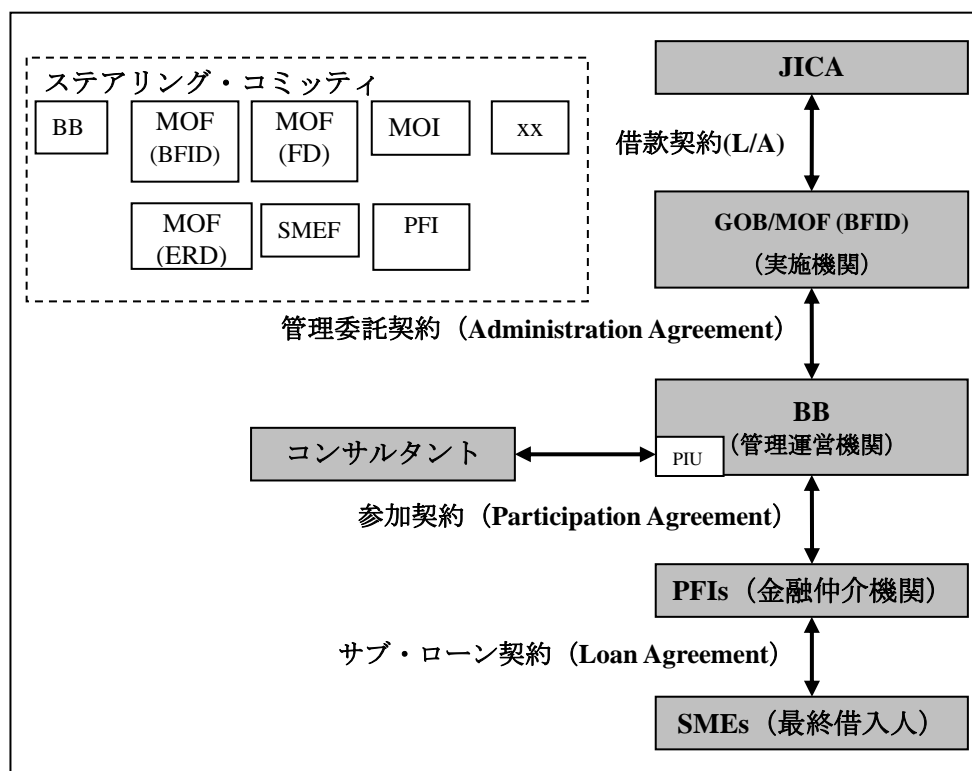 ステアリング・コミッティ
BB
MOF
(BFID)
MOF
(FD)
MOI
xx
MOF
(ERD)
SMEF
PFI
JICA
借款契約(L/A)
GOB/MOF (BFID)
（実施機関）
管理委託契約（Administration Agreement）
BB
（管理運営機関）
PIU
コンサルタント
参加契約（Participation Agreement）
PFIs（金融仲介機関）
サブ・ローン契約（Loan Agreement）
SMEs（最終借入人）